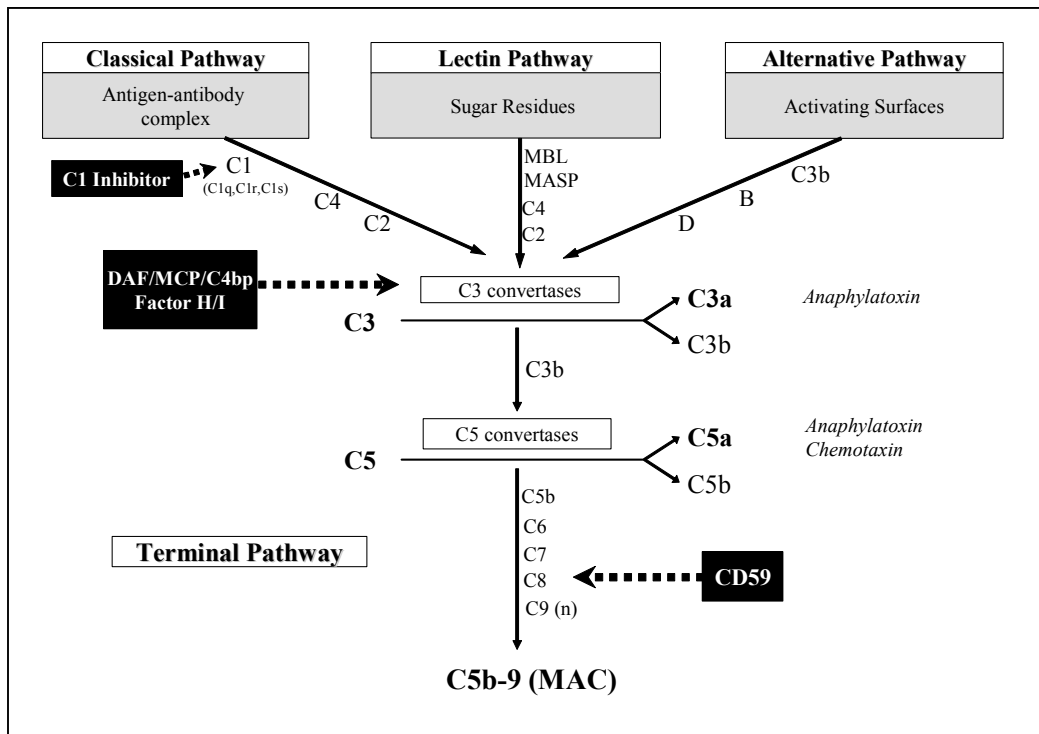 Classical Pathway
Antigen-antibody
complex
Lectin Pathway
Sugar Residues
Alternative Pathway
Activating Surfaces
C1 Inhibitor
C1
(C1q,C1r,C1s)
C4
C2
MBL
MASP
C4
C2
C3b
B
D
DAF/MCP/C4bp
Factor H/I
C3 convertases
C3
C3a
Anaphylatoxin
C3b
C3b
C5 convertases
C5
C5a
Anaphylatoxin
Chemotaxin
C5b
Terminal Pathway
C5b
C6
C7
C8
C9 (n)
CD59
C5b-9 (MAC)